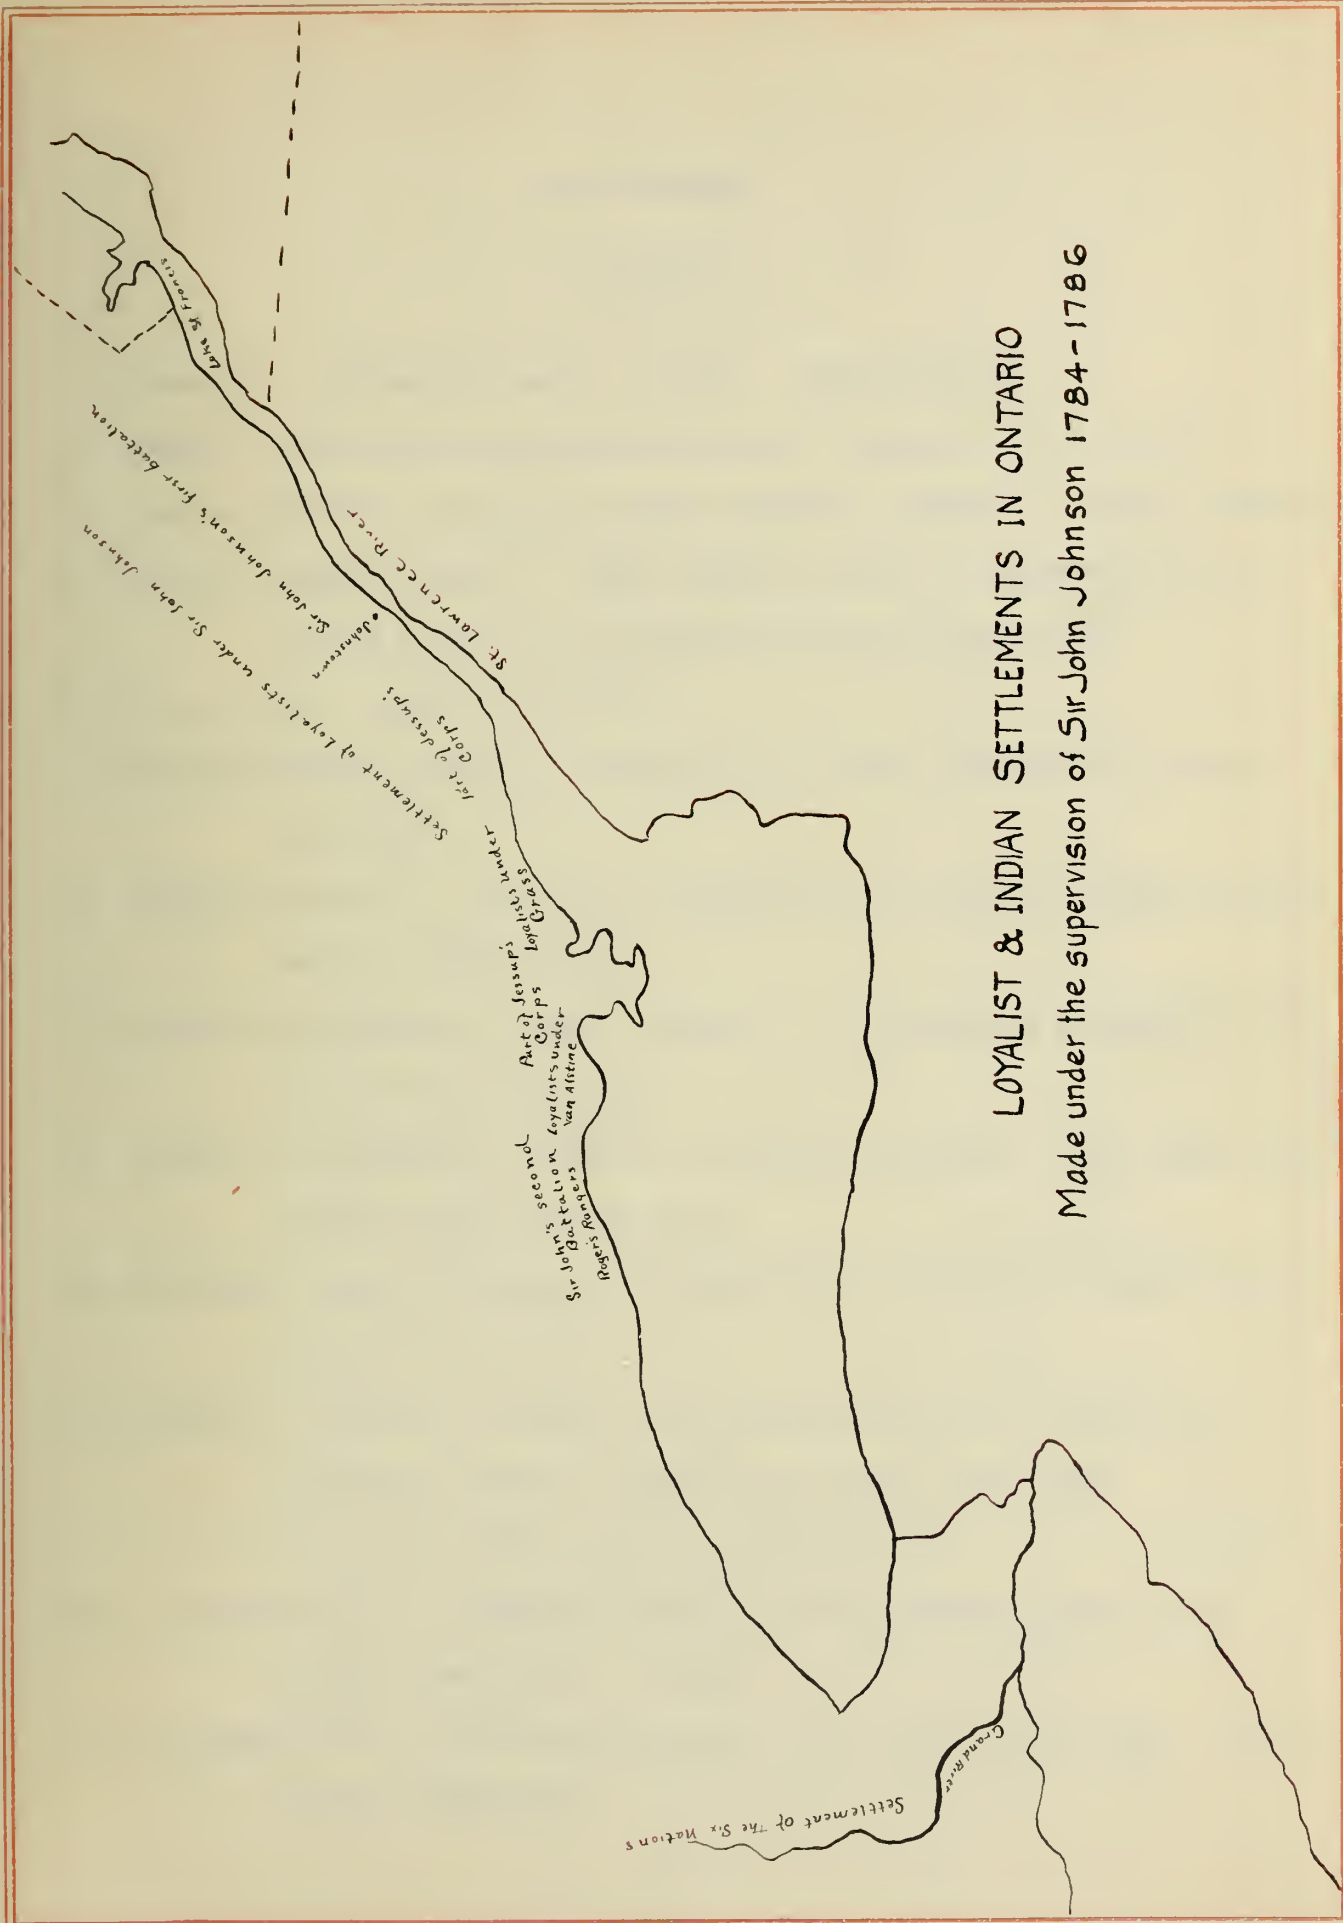 LOYALIST & INDIAN SETTLEMENTS IN ONTARIO
Made under the supervision of Sir John Johnson 1784-1786
Lake St Francis
Sir John Johnson's first Battalion
Settlement of Loyalists under Sir John Johnson
Johnstown
St. Lawrence River
Part of Jessup's
Corps
Loyalists under
Grass
Part of Jessup's
Corps
Loyalists under
Van Alstine
Sir John's second
Battalion
Roger's Rangers
Grand River
Settlement of The Six Nations